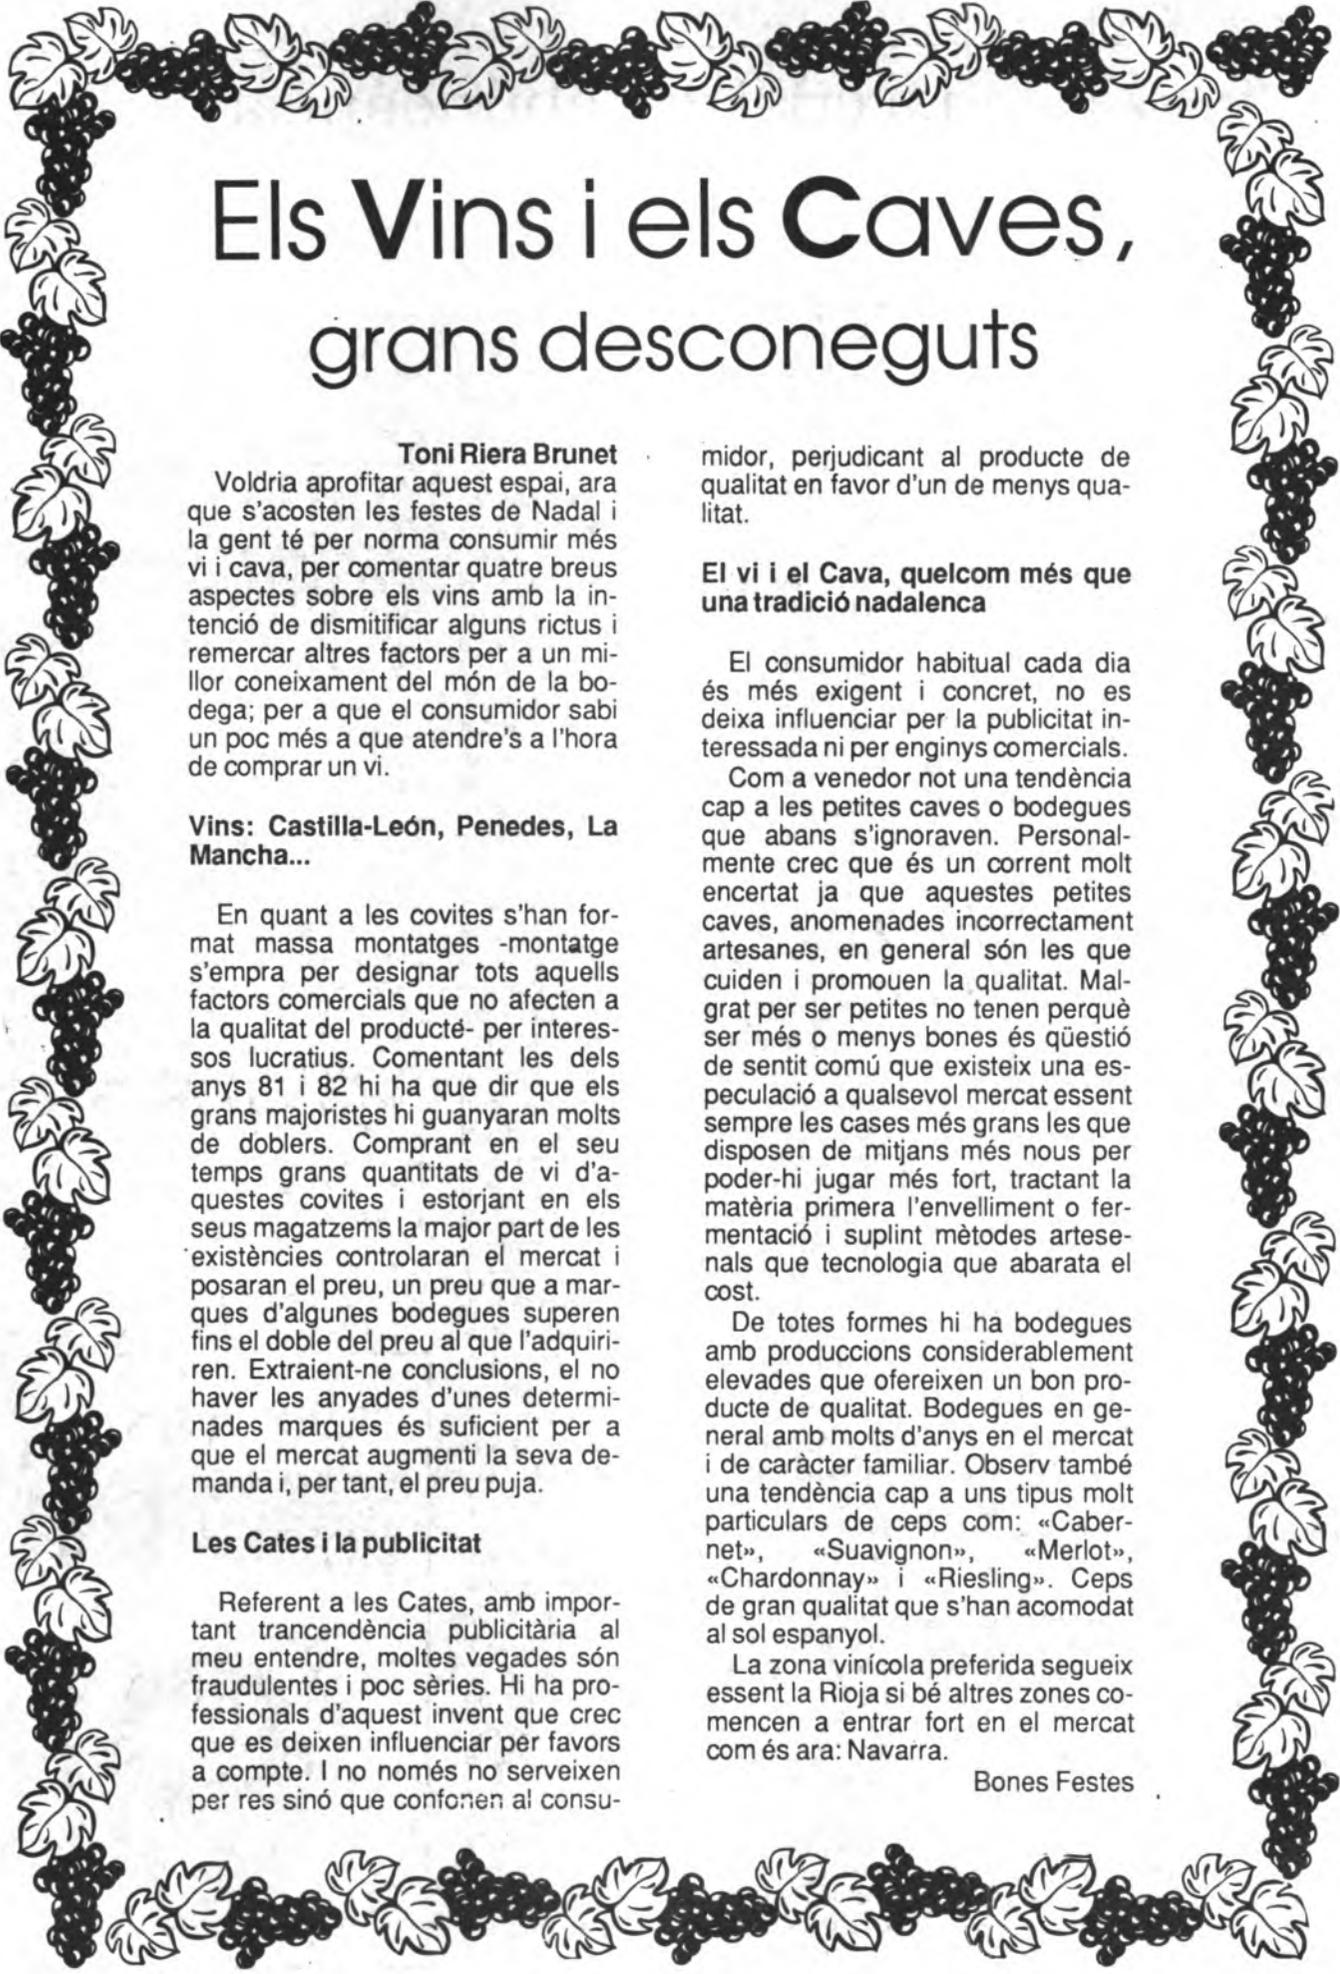 Els Vins i els Caves,
grans desconeguts
Toni Riera Brunet
Voldria aprofitar aquest espai, ara
que s'acosten les festes de Nadal i
la gent té per norma consumir més
vi i cava, per comentar quatre breus
aspectes sobre els vins amb la in-
tenció de dismitificar alguns rictus i
remercar altres factors per a un mi-
llor coneixament del món de la bo-
dega; per a que el consumidor sabi
un poc més a que atendre's a l'hora
de comprar un vi.
Vins: Castilla-León, Penedes, La
Mancha...
En quant a les covites s'han for-
mat massa montatges -montatge
s'empra per designar tots aquells
factors comercials que no afecten a
la qualitat del producté- per interes-
sos lucratius. Comentant les dels
anys 81 i 82 hi ha que dir que els
grans majoristes hi guanyaran molts
de doblers. Comprant en el seu
temps grans quantitats de vi d'a-
questes covites i estorjant en els
seus magatzems la major part de les
existències controlaran el mercat i
posaran el preu, un preu que a mar-
ques d'algunes bodegues superen
fins el doble del preu al que l'adquiri-
ren. Extraient-ne conclusions, el no
haver les anyades d'unes determi-
nades marques és suficient per a
que el mercat augmenti la seva de-
manda i, per tant, el preu puja.
Les Cates i la publicitat
Referent a les Cates, amb impor-
tant trancendència publicitària al
meu entendre, moltes vegades són
fraudulentes i poc sèries. Hi ha pro-
fessionals d'aquest invent que crec
que es deixen influenciar per favors
a compte. I no només no serveixen
per res sinó que confonen al consu-
midor, perjudicant al producte de
qualitat en favor d'un de menys qua-
litat.
El vi i el Cava, quelcom més que
una tradició nadalenca
El consumidor habitual cada dia
és més exigent i concret, no es
deixa influenciar per la publicitat in-
teressada ni per enginys comercials.
Com a venedor not una tendència
cap a les petites caves o bodegues
que abans s'ignoraven. Personal-
mente crec que és un corrent molt
encertat ja que aquestes petites
caves, anomenades incorrectament
artesanes, en general són les que
cuiden i promouen la qualitat. Mal-
grat per ser petites no tenen perquè
ser més o menys bones és qüestió
de sentit comú que existeix una es-
peculació a qualsevol mercat essent
sempre les cases més grans les que
disposen de mitjans més nous per
poder-hi jugar més fort, tractant la
matèria primera l'envelliment o fer-
mentació i suplint mètodes artese-
nals que tecnologia que abarata el
cost.
De totes formes hi ha bodegues
amb produccions considerablement
elevades que ofereixen un bon pro-
ducte de qualitat. Bodegues en ge-
neral amb molts d'anys en el mercat
i de caràcter familiar. Observ també
una tendència cap a uns tipus molt
particulars de ceps com: «Caber-
net», «Suavignon», «Merlot»,
«Chardonnay» i «Riesling». Ceps
de gran qualitat que s'han acomodat
al sol espanyol.
La zona vinícola preferida segueix
essent la Rioja si bé altres zones co-
mencen a entrar fort en el mercat
com és ara: Navarra.
Bones Festes